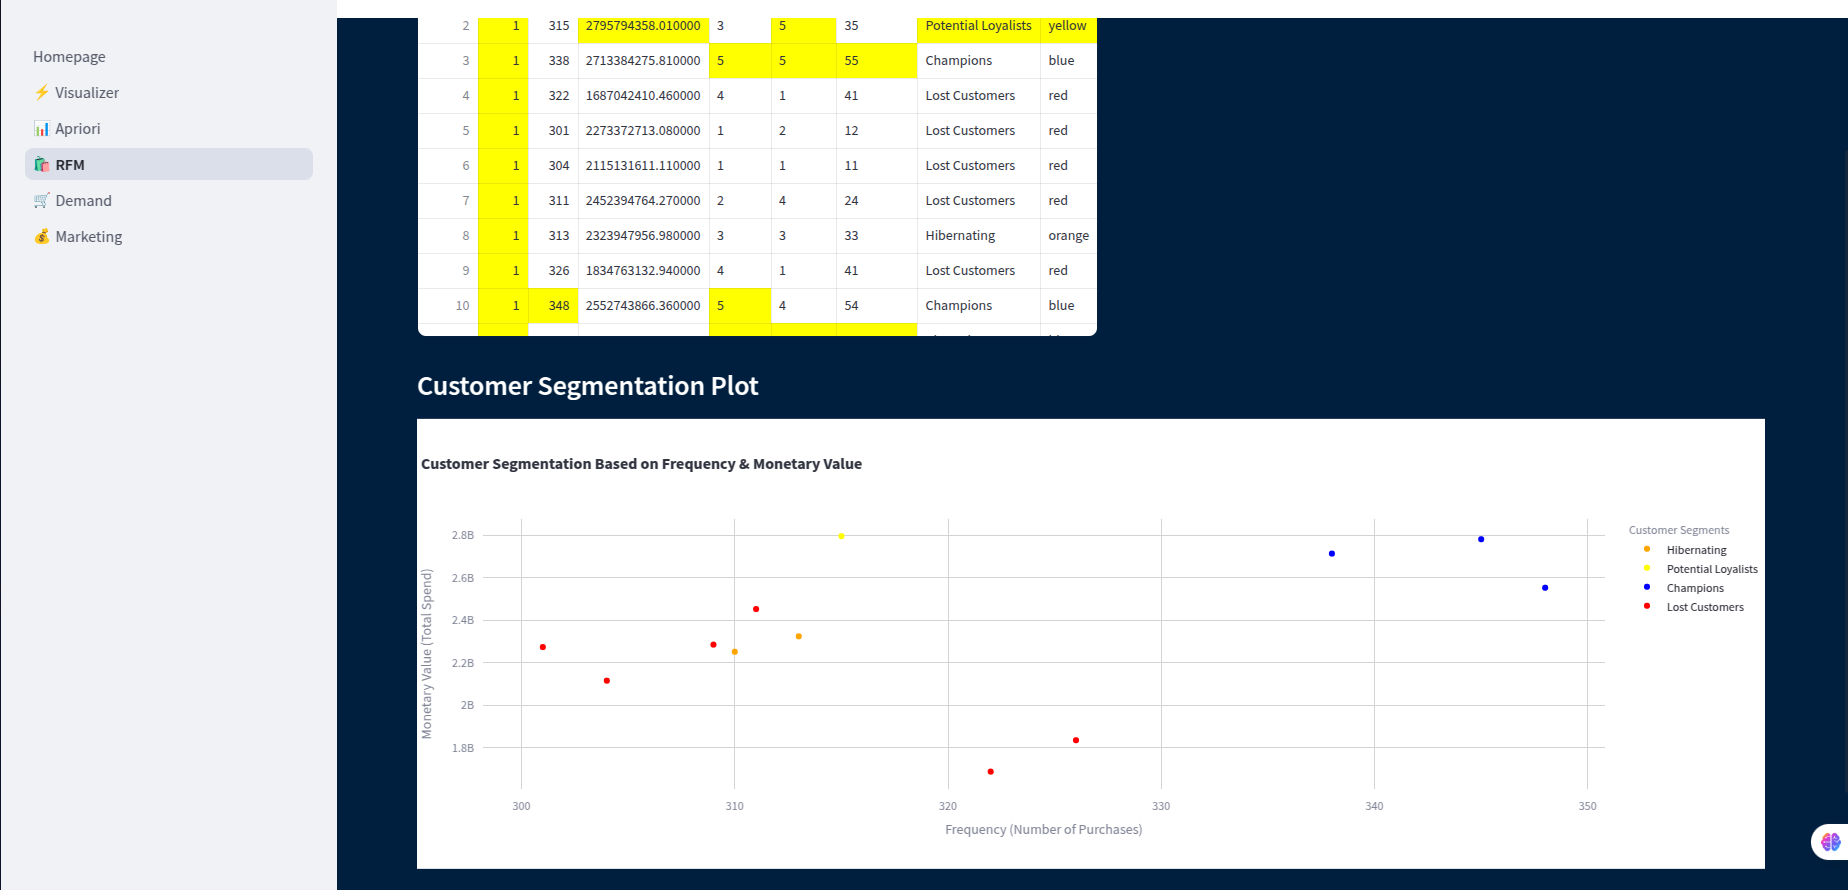 Homepage
⚡ Visualizer
📊 Apriori
🛍️ RFM
🛒 Demand
💰 Marketing
2 1 315 2795794358.010000 3 5 35 Potential Loyalists yellow
3 1 338 2713384275.810000 5 5 55 Champions blue
4 1 322 1687042410.460000 4 1 41 Lost Customers red
5 1 301 2273372713.080000 1 2 12 Lost Customers red
6 1 304 2115131611.110000 1 1 11 Lost Customers red
7 1 311 2452394764.270000 2 4 24 Lost Customers red
8 1 313 2323947956.980000 3 3 33 Hibernating orange
9 1 326 1834763132.940000 4 1 41 Lost Customers red
10 1 348 2552743866.360000 5 4 54 Champions blue
Customer Segmentation Plot
Customer Segmentation Based on Frequency & Monetary Value
Monetary Value (Total Spend)
2.8B
2.6B
2.4B
2.2B
2B
1.8B
300 310 320 330 340 350
Frequency (Number of Purchases)
Customer Segments
Hibernating
Potential Loyalists
Champions
Lost Customers